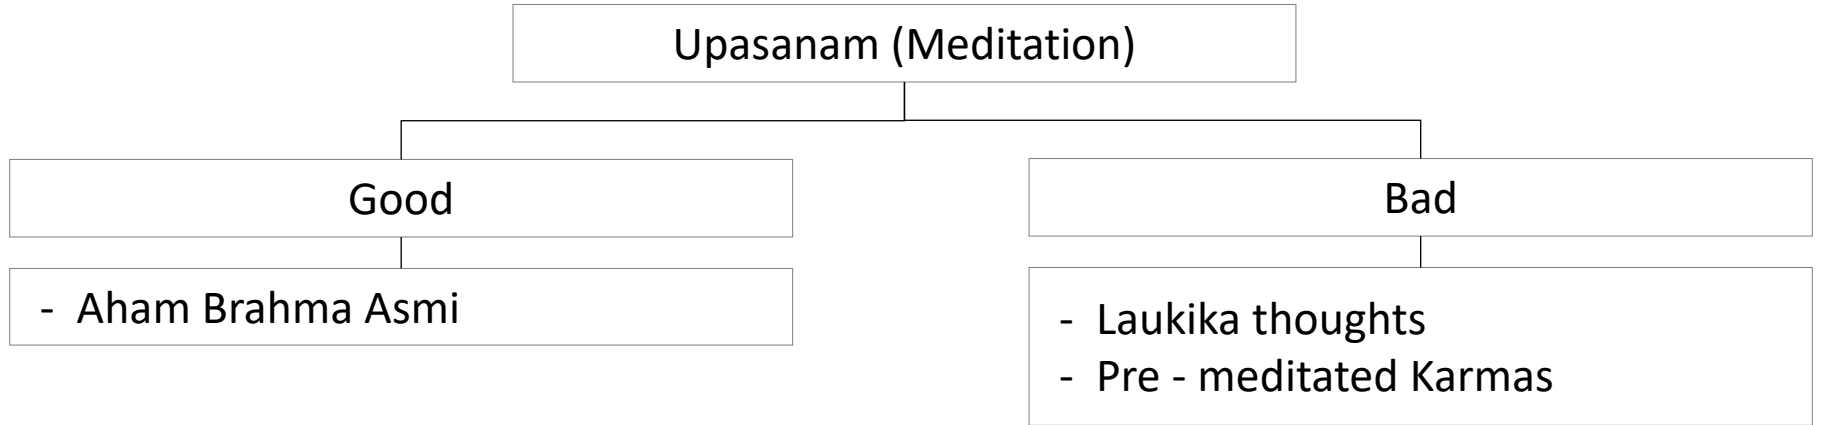 Upasanam (Meditation)
Good
Bad
- Aham Brahma Asmi
- Laukika thoughts
- Pre - meditated Karmas